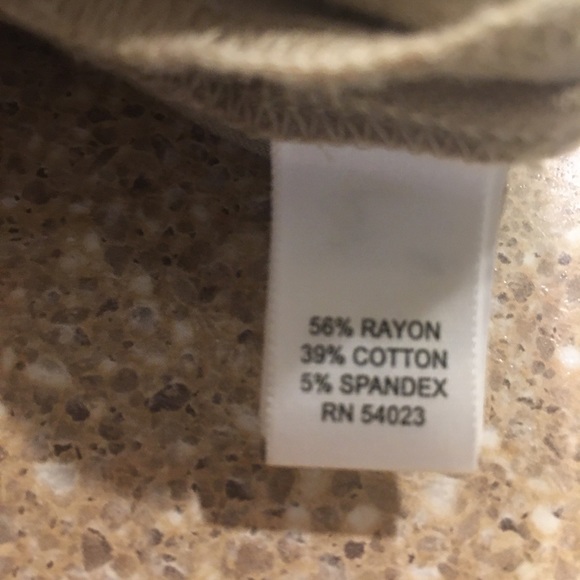 56% RAYON
39% COTTON
5% SPANDEX
RN 54023